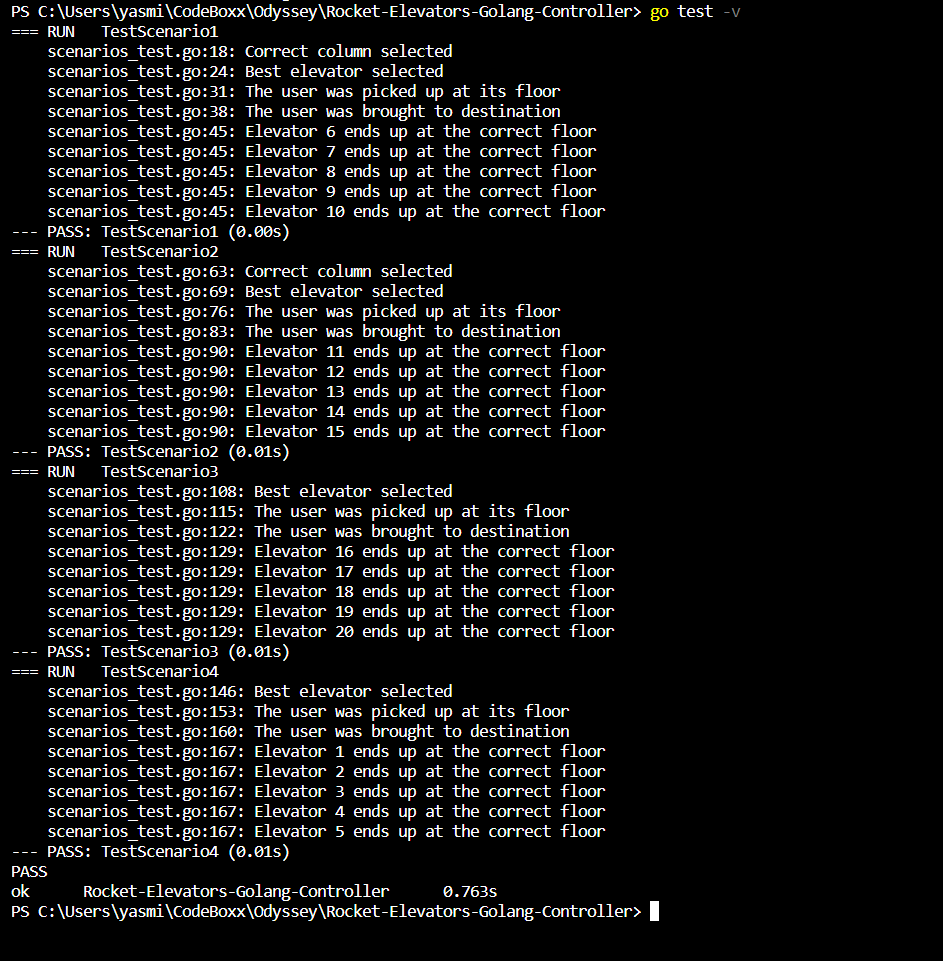 PS C:\Users\yasmi\CodeBoxx\Odyssey\Rocket-Elevators-Golang-Controller> go test -v
=== RUN   TestScenario1
    scenarios_test.go:18: Correct column selected
    scenarios_test.go:24: Best elevator selected
    scenarios_test.go:31: The user was picked up at its floor
    scenarios_test.go:38: The user was brought to destination
    scenarios_test.go:45: Elevator 6 ends up at the correct floor
    scenarios_test.go:45: Elevator 7 ends up at the correct floor
    scenarios_test.go:45: Elevator 8 ends up at the correct floor
    scenarios_test.go:45: Elevator 9 ends up at the correct floor
    scenarios_test.go:45: Elevator 10 ends up at the correct floor
--- PASS: TestScenario1 (0.00s)
=== RUN   TestScenario2
    scenarios_test.go:63: Correct column selected
    scenarios_test.go:69: Best elevator selected
    scenarios_test.go:76: The user was picked up at its floor
    scenarios_test.go:83: The user was brought to destination
    scenarios_test.go:90: Elevator 11 ends up at the correct floor
    scenarios_test.go:90: Elevator 12 ends up at the correct floor
    scenarios_test.go:90: Elevator 13 ends up at the correct floor
    scenarios_test.go:90: Elevator 14 ends up at the correct floor
    scenarios_test.go:90: Elevator 15 ends up at the correct floor
--- PASS: TestScenario2 (0.01s)
=== RUN   TestScenario3
    scenarios_test.go:108: Best elevator selected
    scenarios_test.go:115: The user was picked up at its floor
    scenarios_test.go:122: The user was brought to destination
    scenarios_test.go:129: Elevator 16 ends up at the correct floor
    scenarios_test.go:129: Elevator 17 ends up at the correct floor
    scenarios_test.go:129: Elevator 18 ends up at the correct floor
    scenarios_test.go:129: Elevator 19 ends up at the correct floor
    scenarios_test.go:129: Elevator 20 ends up at the correct floor
--- PASS: TestScenario3 (0.01s)
=== RUN   TestScenario4
    scenarios_test.go:146: Best elevator selected
    scenarios_test.go:153: The user was picked up at its floor
    scenarios_test.go:160: The user was brought to destination
    scenarios_test.go:167: Elevator 1 ends up at the correct floor
    scenarios_test.go:167: Elevator 2 ends up at the correct floor
    scenarios_test.go:167: Elevator 3 ends up at the correct floor
    scenarios_test.go:167: Elevator 4 ends up at the correct floor
    scenarios_test.go:167: Elevator 5 ends up at the correct floor
--- PASS: TestScenario4 (0.01s)
PASS
ok      Rocket-Elevators-Golang-Controller      0.763s
PS C:\Users\yasmi\CodeBoxx\Odyssey\Rocket-Elevators-Golang-Controller>